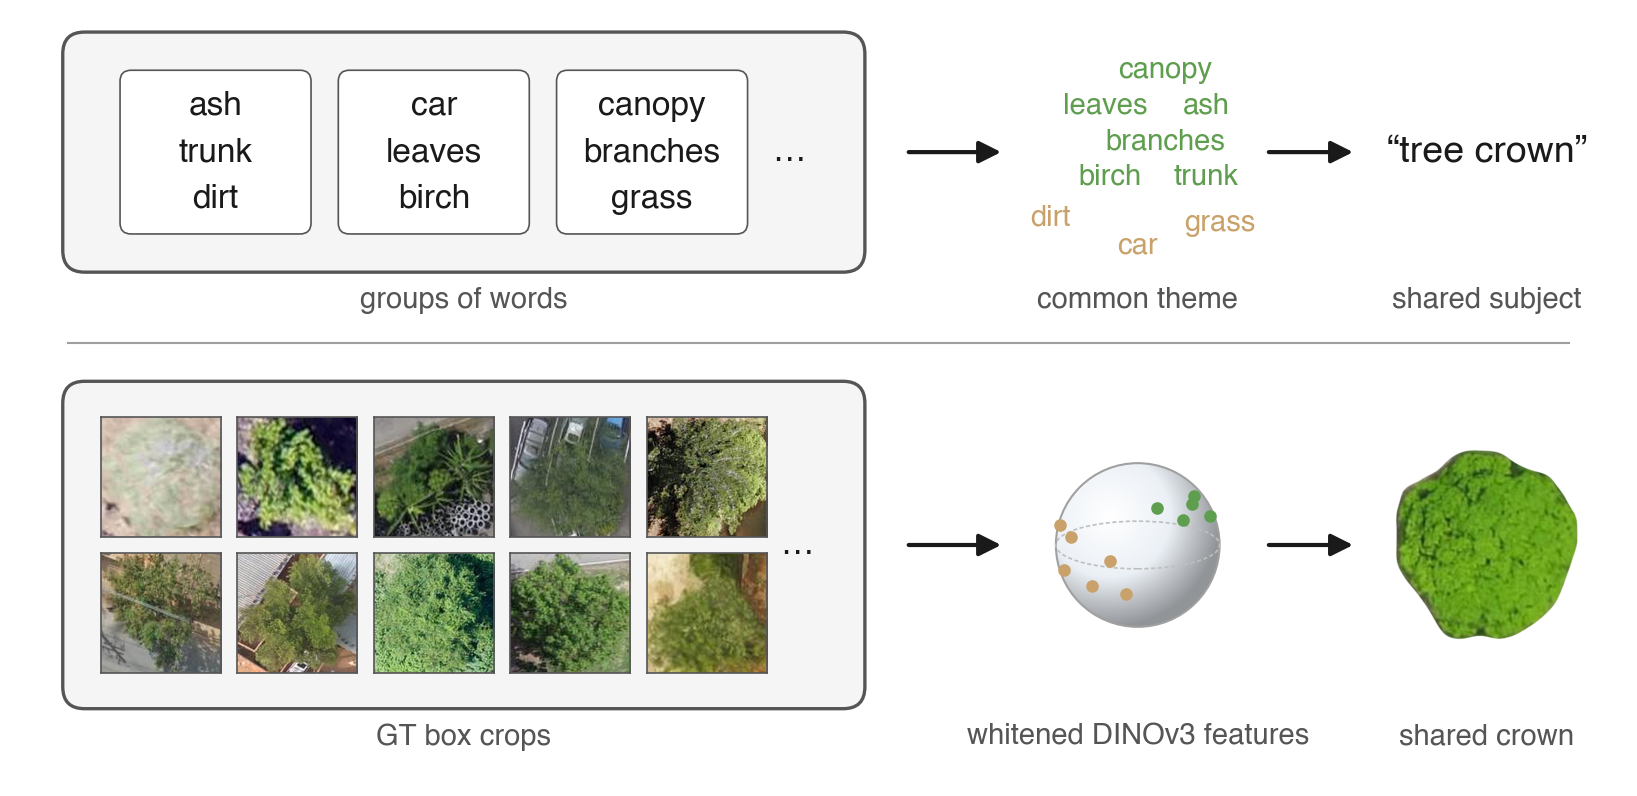 ash
trunk
dirt
car
leaves
birch
canopy
branches
grass
...
groups of words
canopy
leaves ash
branches
birch trunk
dirt grass
car
common theme
“tree crown”
shared subject
...
GT box crops
whitened DINOv3 features
shared crown